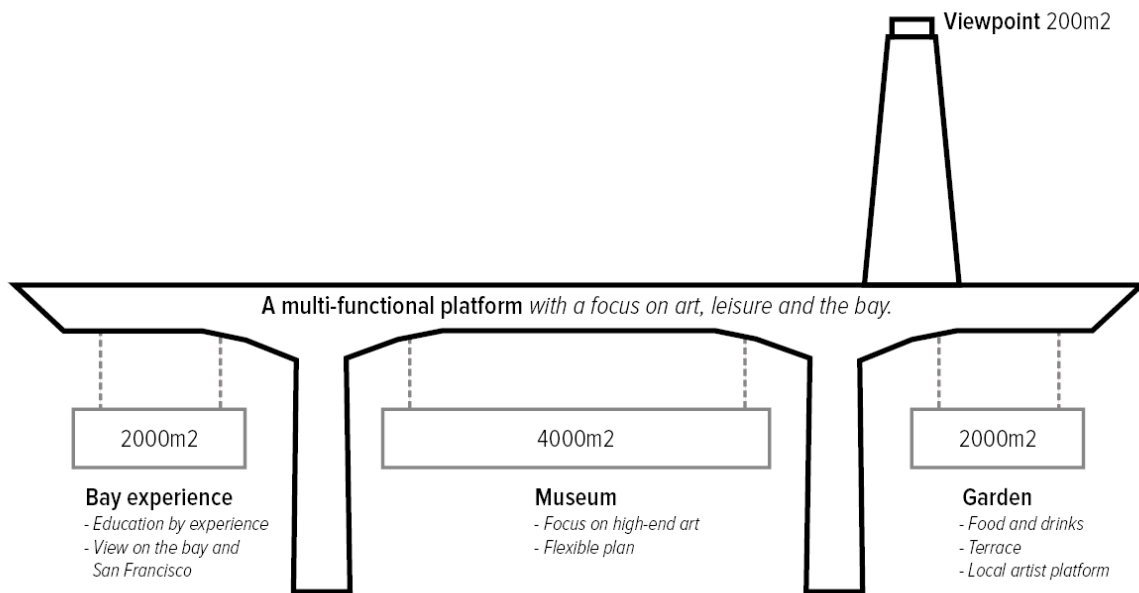 Viewpoint 200m2
A multi-functional platform with a focus on art, leisure and the bay.
2000m2
4000m2
2000m2
Bay experience
- Education by experience
- View on the bay and
San Francisco
Museum
- Focus on high-end art
- Flexible plan
Garden
- Food and drinks
- Terrace
- Local artist platform